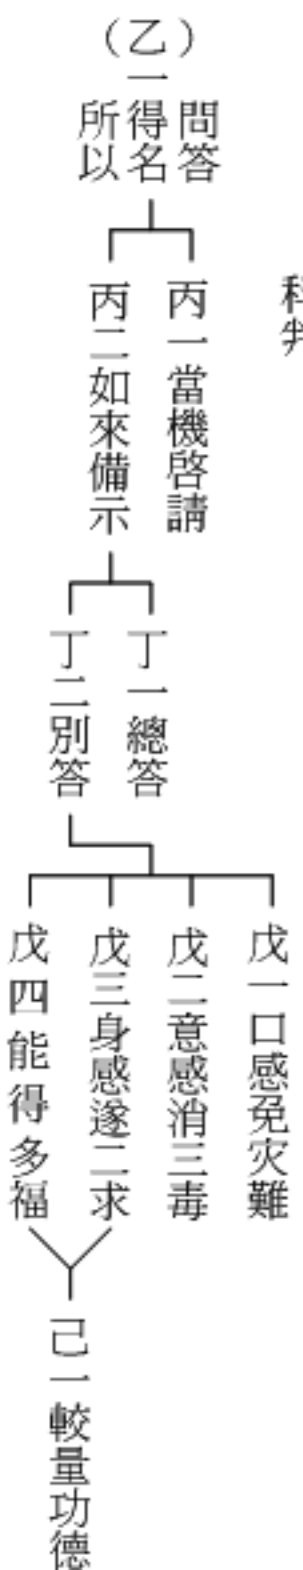 科判
（乙）一問答得名所以
丙一當機啓請
丙二如來備示
丁一總答
丁二別答
戊一口感免灾難
戊二意感消三毒
戊三身感遂二求
戊四能得多福
己一較量功德